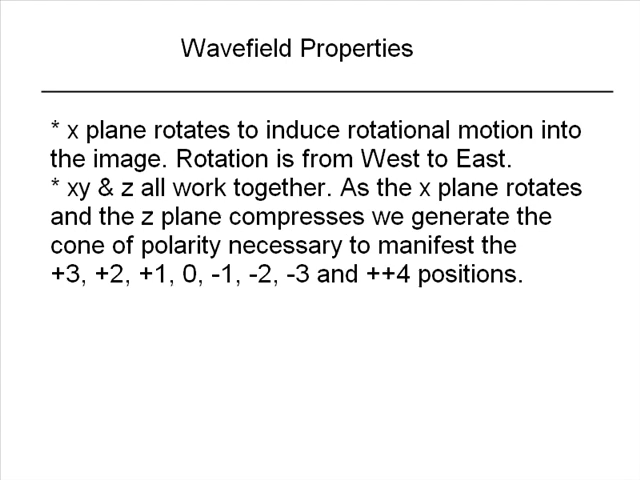 Wavefield Properties
* x plane rotates to induce rotational motion into
the image. Rotation is from West to East.
* xy & z all work together. As the x plane rotates
and the z plane compresses we generate the
cone of polarity necessary to manifest the
+3, +2, +1, 0, -1, -2, -3 and ++4 positions.